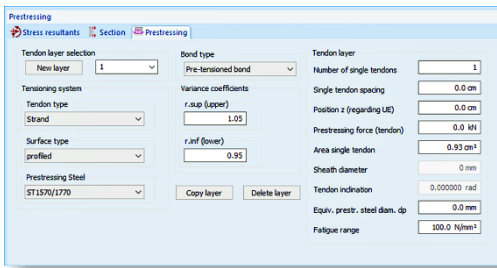 Prestressing
Stress resultants Section Prestressing
Tendon layer selection
New layer 1
Tensioning system
Tendon type
Strand
Surface type
profiled
Prestressing Steel
ST1570/1770
Bond type
Pre-tensioned bond
Variance coefficients
r.sup (upper)
1.05
r.inf (lower)
0.95
Copy layer Delete layer
Tendon layer
Number of single tendons 1
Single tendon spacing 0.0 cm
Position z (regarding UE) 0.0 cm
Prestressing force (tendon) 0.0 kN
Area single tendon 0.93 cm²
Sheath diameter 0 mm
Tendon inclination 0.000000 rad
Equiv. prestr. steel diam. dp 0.0 mm
Fatigue range 100.0 N/mm²